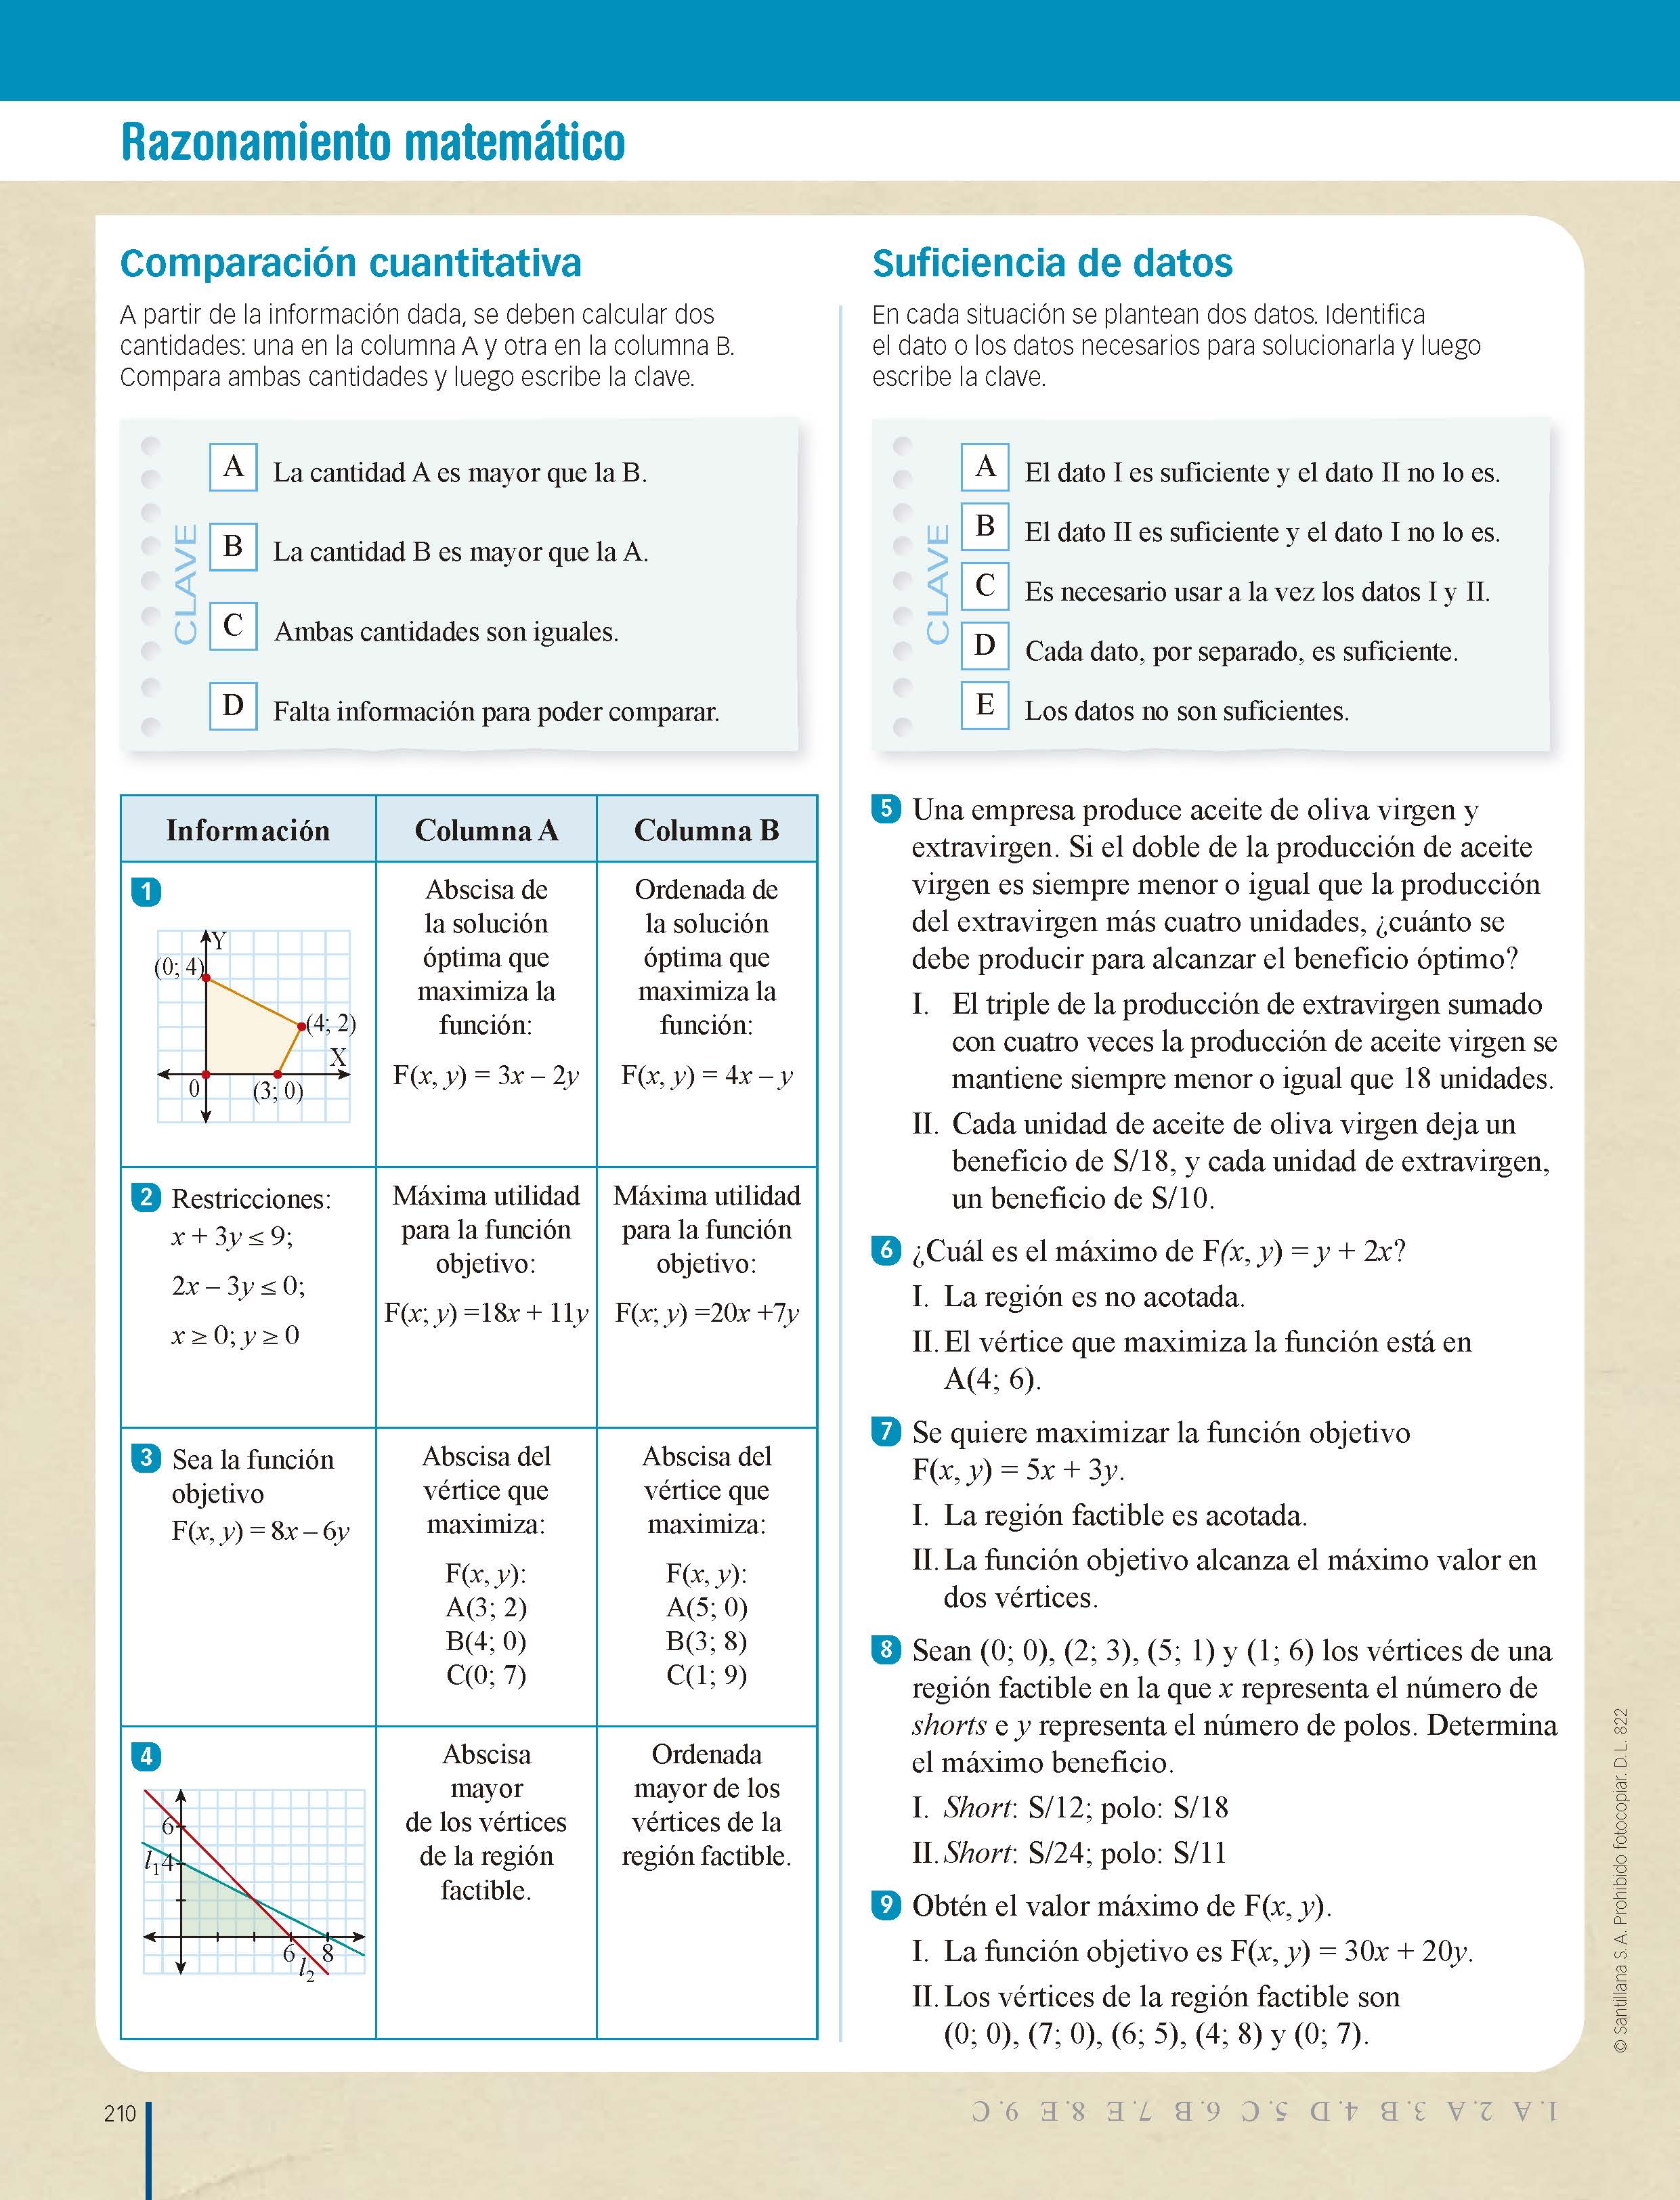 Razonamiento matemático
Comparación cuantitativa
A partir de la información dada, se deben calcular dos
cantidades: una en la columna A y otra en la columna B.
Compara ambas cantidades y luego escribe la clave.
CLAVE
A La cantidad A es mayor que la B.
B La cantidad B es mayor que la A.
C Ambas cantidades son iguales.
D Falta información para poder comparar.
Información Columna A Columna B
1
Y
(0; 4)
(4; 2)
X
0
(3; 0)
Abscisa de
la solución
óptima que
maximiza la
función:
F(x, y) = 3x – 2y
Ordenada de
la solución
óptima que
maximiza la
función:
F(x, y) = 4x – y
2 Restricciones:
x + 3y ≤ 9;
2x – 3y ≤ 0;
x ≥ 0; y ≥ 0
Máxima utilidad
para la función
objetivo:
F(x; y) =18x + 11y
Máxima utilidad
para la función
objetivo:
F(x; y) =20x +7y
3 Sea la función
objetivo
F(x, y) = 8x – 6y
Abscisa del
vértice que
maximiza:
F(x, y):
A(3; 2)
B(4; 0)
C(0; 7)
Abscisa del
vértice que
maximiza:
F(x, y):
A(5; 0)
B(3; 8)
C(1; 9)
4
6
l1 4
6 8
l2
Abscisa
mayor
de los vértices
de la región
factible.
Ordenada
mayor de los
vértices de la
región factible.
Suficiencia de datos
En cada situación se plantean dos datos. Identifica
el dato o los datos necesarios para solucionarla y luego
escribe la clave.
CLAVE
A El dato I es suficiente y el dato II no lo es.
B El dato II es suficiente y el dato I no lo es.
C Es necesario usar a la vez los datos I y II.
D Cada dato, por separado, es suficiente.
E Los datos no son suficientes.
5 Una empresa produce aceite de oliva virgen y
extravirgen. Si el doble de la producción de aceite
virgen es siempre menor o igual que la producción
del extravirgen más cuatro unidades, ¿cuánto se
debe producir para alcanzar el beneficio óptimo?
I. El triple de la producción de extravirgen sumado
con cuatro veces la producción de aceite virgen se
mantiene siempre menor o igual que 18 unidades.
II. Cada unidad de aceite de oliva virgen deja un
beneficio de S/18, y cada unidad de extravirgen,
un beneficio de S/10.
6 ¿Cuál es el máximo de F(x, y) = y + 2x?
I. La región es no acotada.
II. El vértice que maximiza la función está en
A(4; 6).
7 Se quiere maximizar la función objetivo
F(x, y) = 5x + 3y.
I. La región factible es acotada.
II. La función objetivo alcanza el máximo valor en
dos vértices.
8 Sean (0; 0), (2; 3), (5; 1) y (1; 6) los vértices de una
región factible en la que x representa el número de
shorts e y representa el número de polos. Determina
el máximo beneficio.
I. Short: S/12; polo: S/18
II. Short: S/24; polo: S/11
9 Obtén el valor máximo de F(x, y).
I. La función objetivo es F(x, y) = 30x + 20y.
II. Los vértices de la región factible son
(0; 0), (7; 0), (6; 5), (4; 8) y (0; 7).
© Santillana S. A. Prohibido fotocopiar. D. L. 822
210
1. A 2. A 3. B 4. D 5. C 6. B 7. E 8. E 9. C